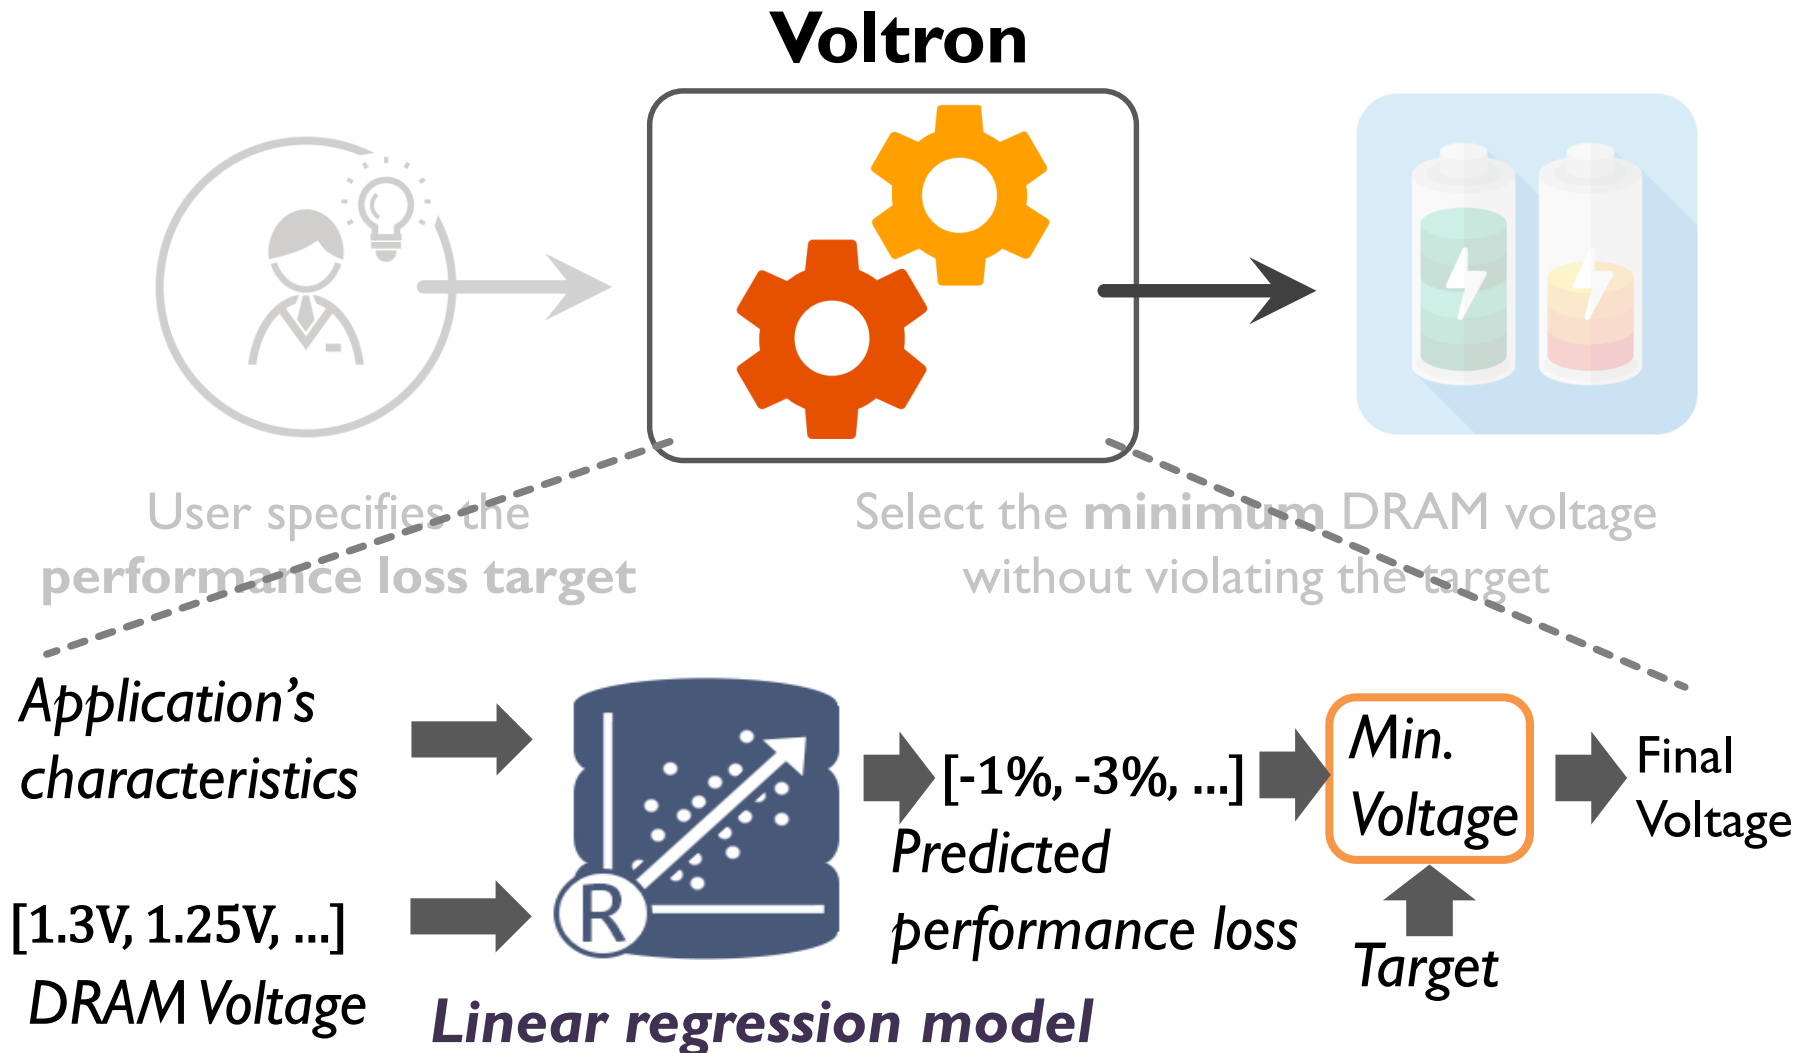 Voltron
User specifies the
performance loss target
Select the minimum DRAM voltage
without violating the target
Application’s
characteristics
[1.3V, 1.25V, ...]
DRAM Voltage
R
Linear regression model
[-1%, -3%, ...]
Predicted
performance loss
Min.
Voltage
Target
Final
Voltage